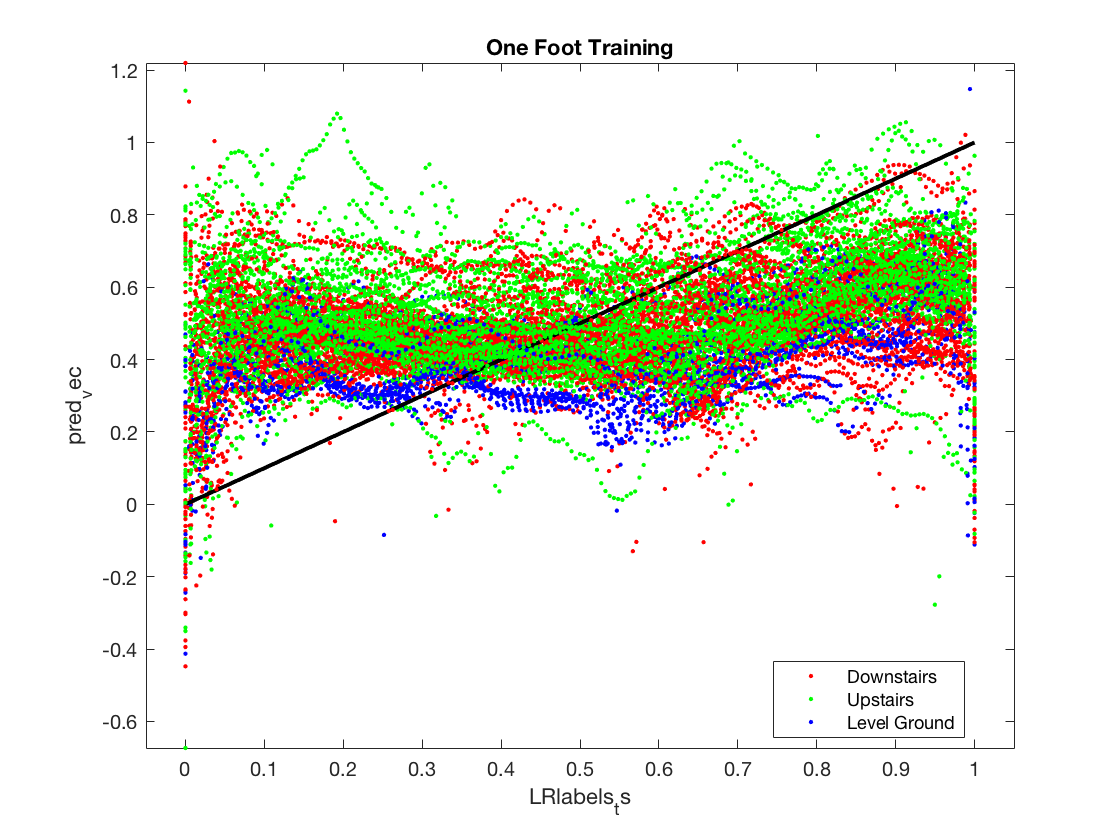 One Foot Training
1.2
1
0.8
0.6
0.4
0.2
0
-0.2
-0.4
-0.6
pred_vec
Downstairs
Upstairs
Level Ground
0 0.1 0.2 0.3 0.4 0.5 0.6 0.7 0.8 0.9 1
LRlabels_ts